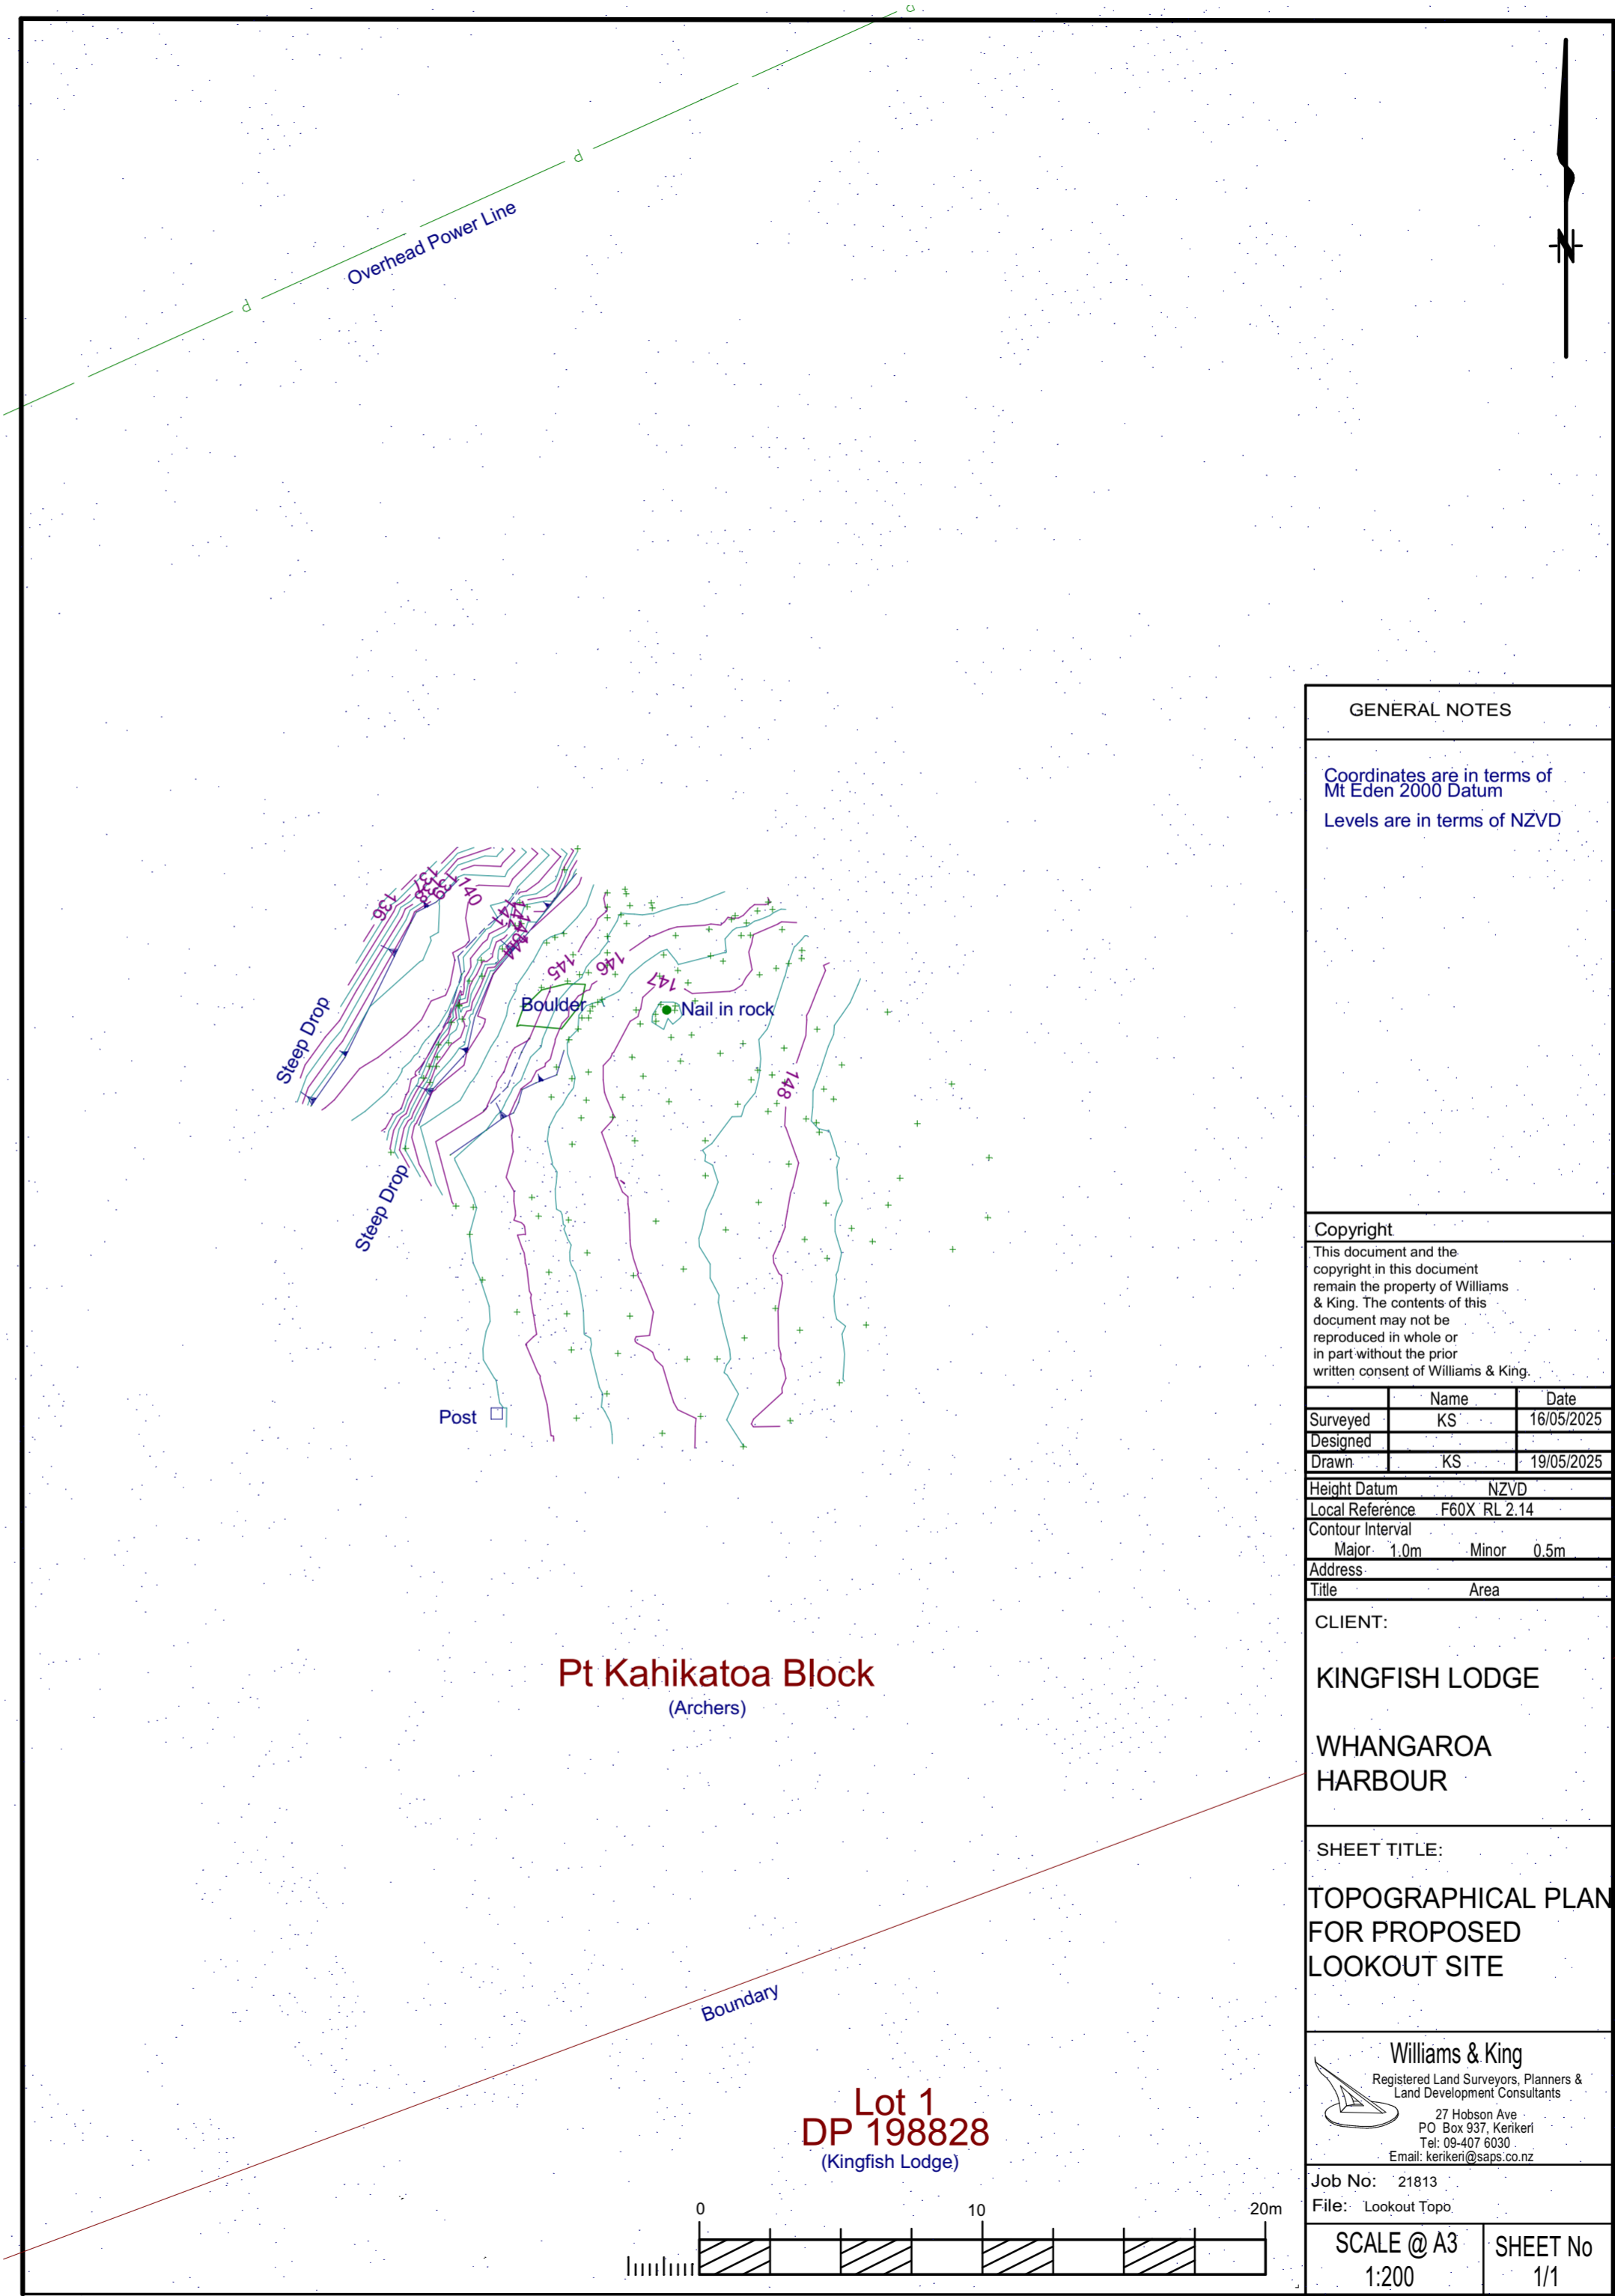 P
P
P
Overhead Power Line
N
136
137
138
139
140
141
144
145
146
147
148
Boulder
Nail in rock
Steep Drop
Steep Drop
Post
Pt Kahikatoa Block
(Archers)
Boundary
Lot 1
DP 198828
(Kingfish Lodge)
0 10 20m
GENERAL NOTES
Coordinates are in terms of
Mt Eden 2000 Datum
Levels are in terms of NZVD
Copyright
This document and the
copyright in this document
remain the property of Williams
& King. The contents of this
document may not be
reproduced in whole or
in part without the prior
written consent of Williams & King.
Name Date
Surveyed KS 16/05/2025
Designed
Drawn KS 19/05/2025
Height Datum NZVD
Local Reference F60X RL 2.14
Contour Interval
Major 1.0m Minor 0.5m
Address
Title Area
CLIENT:
KINGFISH LODGE
WHANGAROA
HARBOUR
SHEET TITLE:
TOPOGRAPHICAL PLAN
FOR PROPOSED
LOOKOUT SITE
Williams & King
Registered Land Surveyors, Planners &
Land Development Consultants
27 Hobson Ave
PO Box 937, Kerikeri
Tel: 09-407 6030
Email: kerikeri@saps.co.nz
Job No: 21813
File: Lookout Topo
SCALE @ A3
1:200
SHEET No
1/1